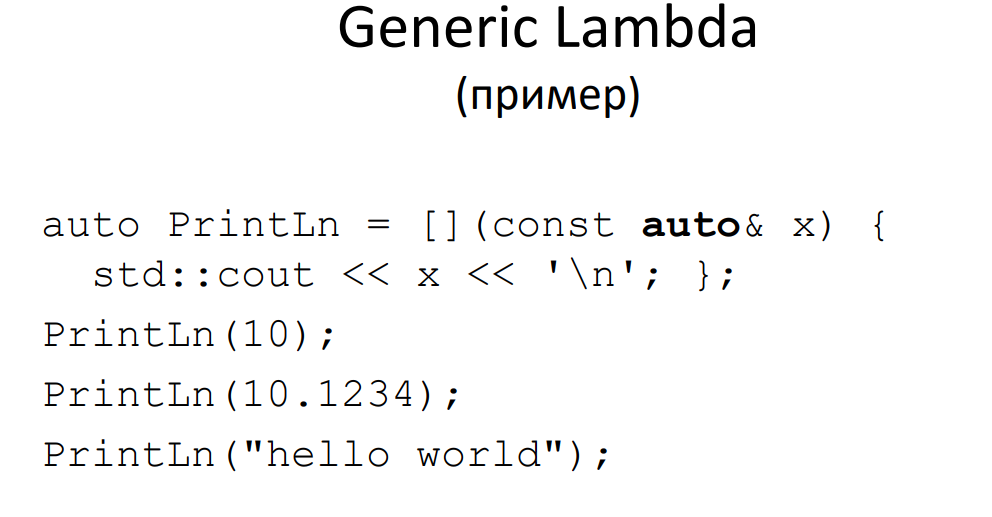 Generic Lambda
(пример)
auto PrintLn = [](const auto& x) {
std::cout << x << '\n'; };
PrintLn(10);
PrintLn(10.1234);
PrintLn("hello world");